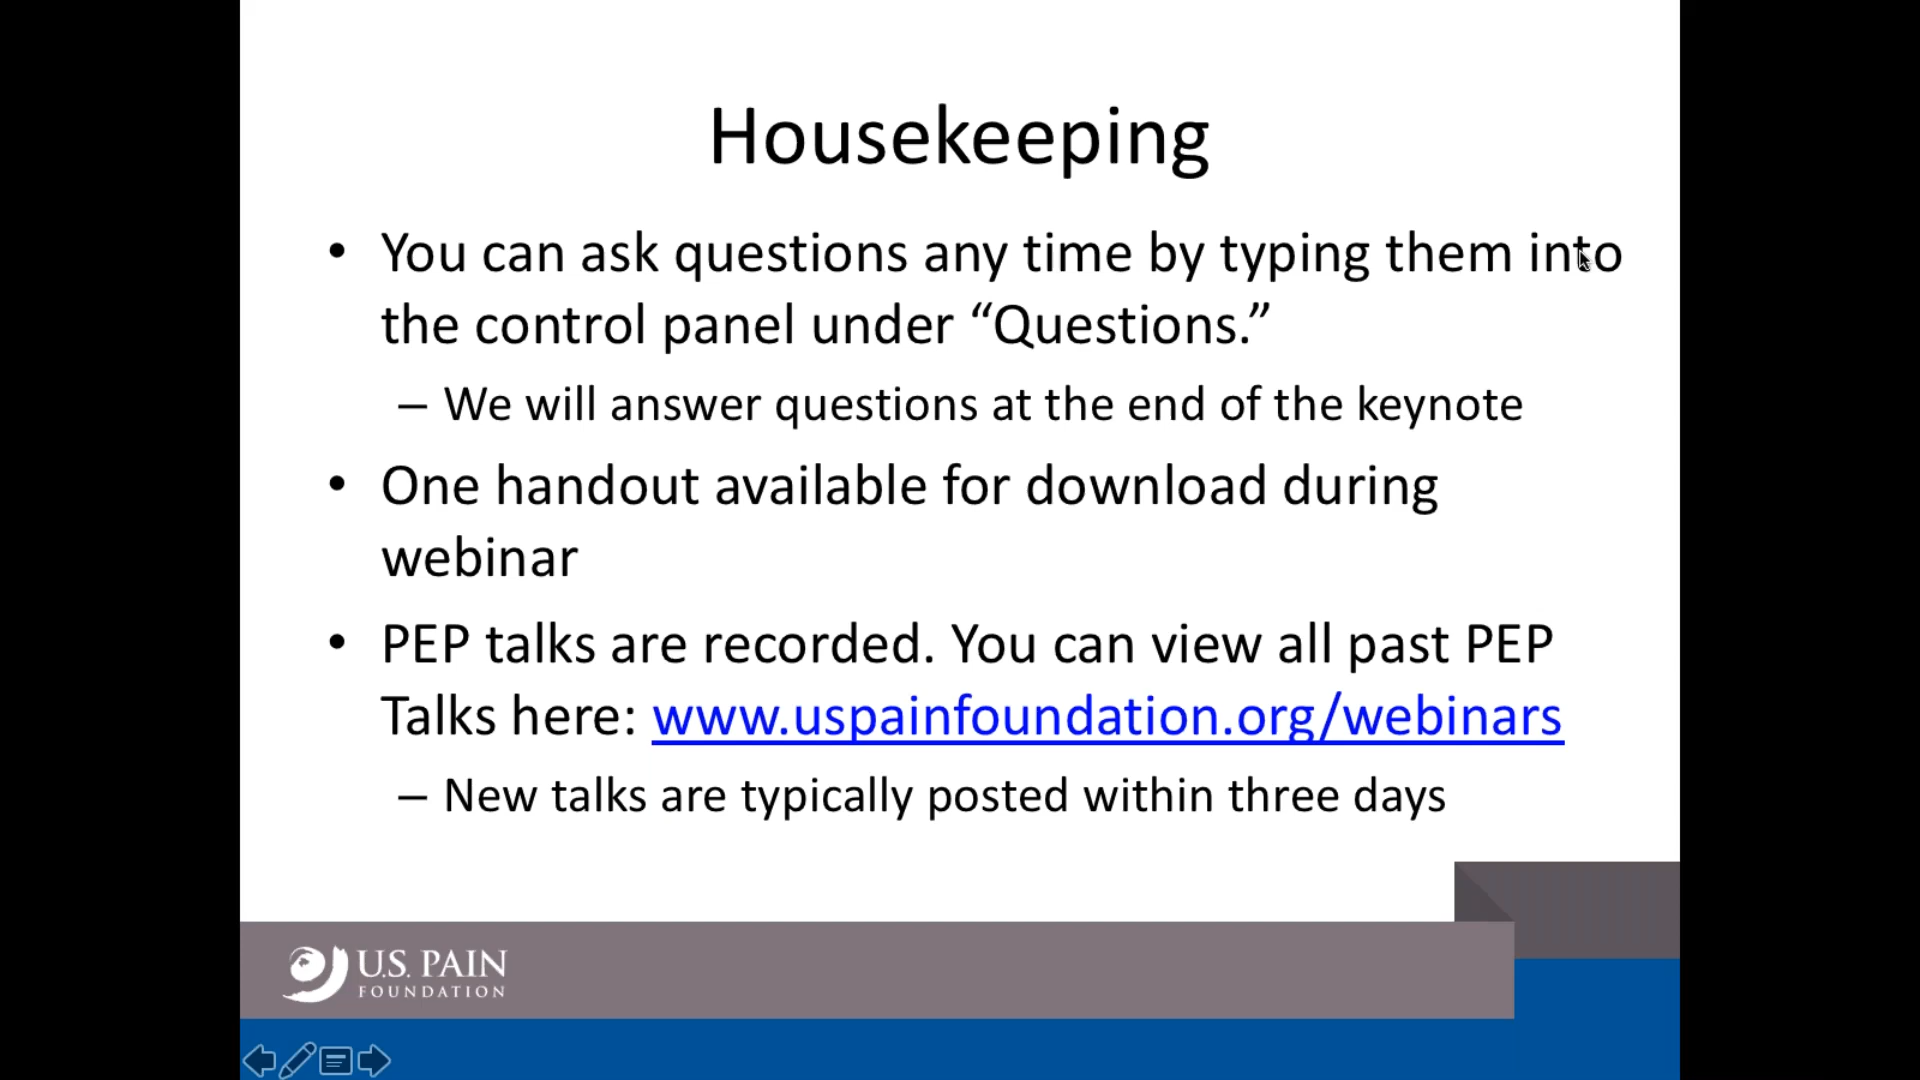 Housekeeping
• You can ask questions any time by typing them into
the control panel under “Questions.”
– We will answer questions at the end of the keynote
• One handout available for download during
webinar
• PEP talks are recorded. You can view all past PEP
Talks here: www.uspainfoundation.org/webinars
– New talks are typically posted within three days
U.S. PAIN
FOUNDATION